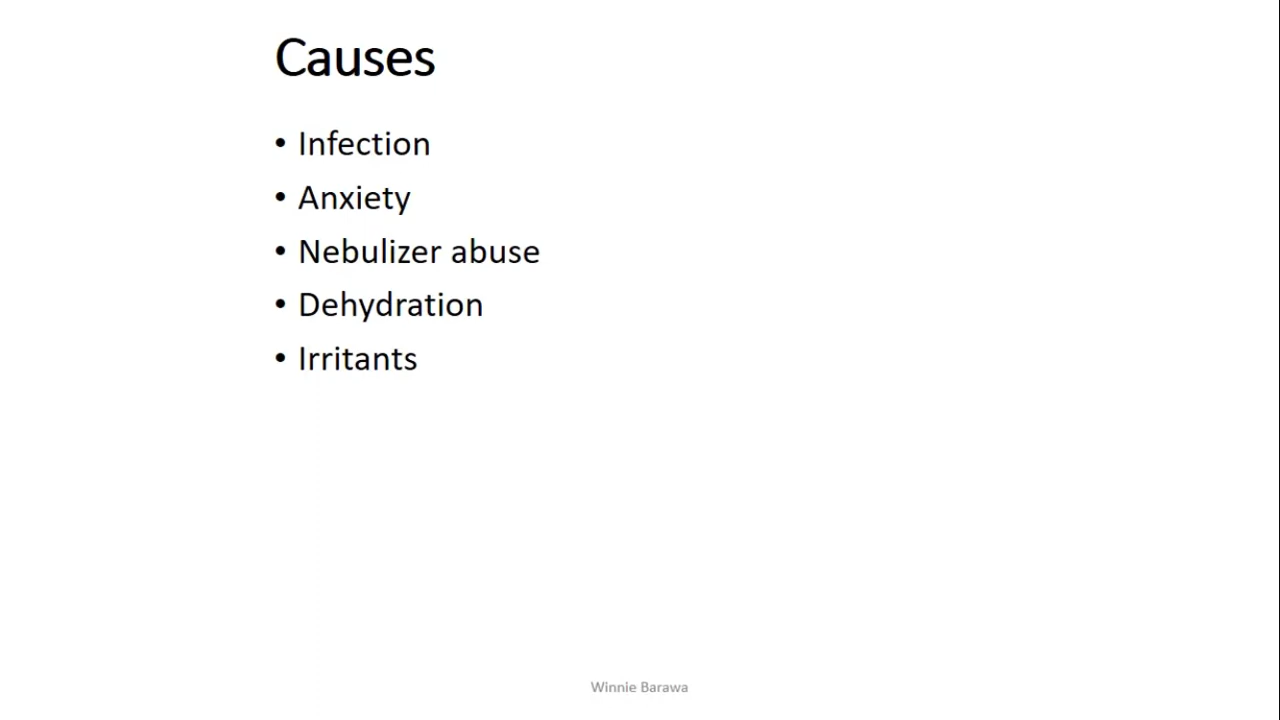 Causes
• Infection
• Anxiety
• Nebulizer abuse
• Dehydration
• Irritants
Winnie Barawa